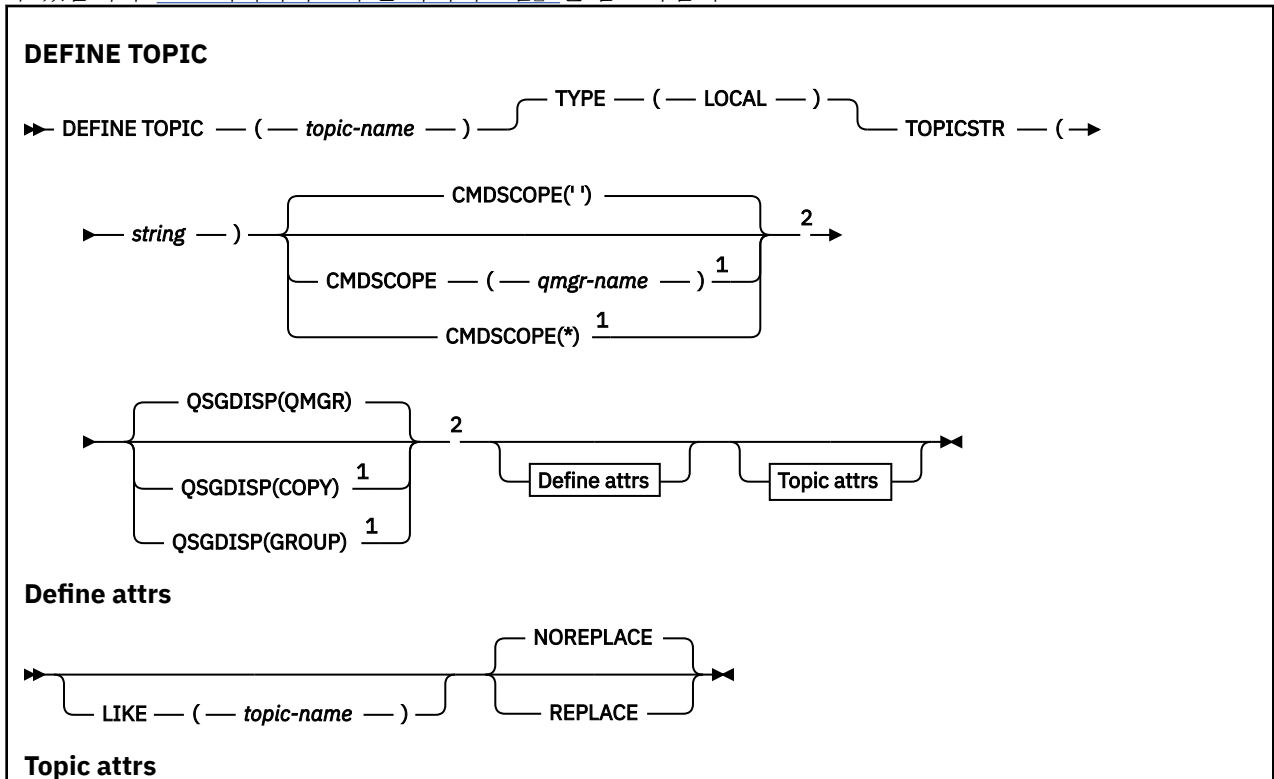 DEFINE TOPIC
TYPE ( LOCAL )
DEFINE TOPIC ( topic-name ) TOPICSTR (
CMDSCOPE(' ')
string ) 2
CMDSCOPE ( qmgr-name ) 1
CMDSCOPE(*) 1
QSGDISP(QMGR)
2
QSGDISP(COPY) 1
Define attrs Topic attrs
QSGDISP(GROUP) 1
Define attrs
NOREPLACE
LIKE ( topic-name ) REPLACE
Topic attrs